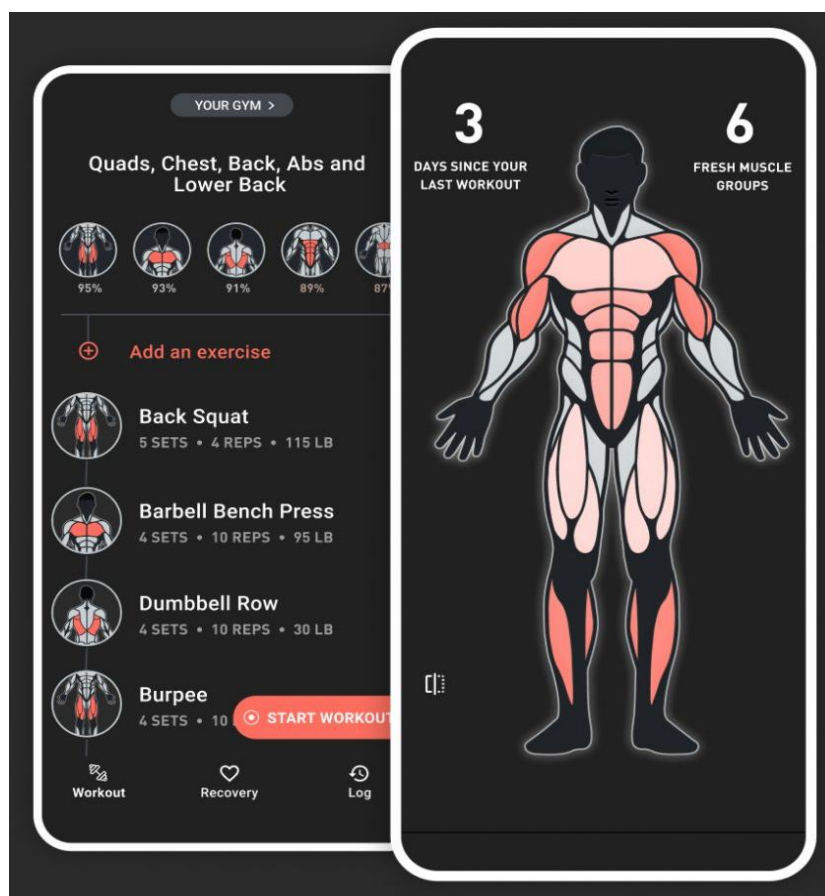 YOUR GYM >
Quads, Chest, Back, Abs and
Lower Back
95% 93% 91% 89% 87%
Add an exercise
Back Squat
5 SETS • 4 REPS • 115 LB
Barbell Bench Press
4 SETS • 10 REPS • 95 LB
Dumbbell Row
4 SETS • 10 REPS • 30 LB
Burpee
4 SETS • 10
START WORKOUT
Workout Recovery Log
3
DAYS SINCE YOUR
LAST WORKOUT
6
FRESH MUSCLE
GROUPS